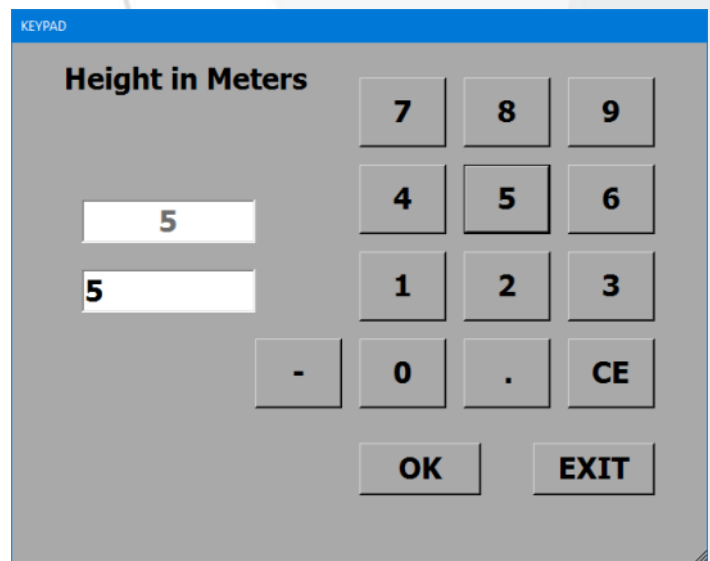 KEYPAD
Height in Meters
7 8 9
5
4 5 6
5
1 2 3
- 0 . CE
OK EXIT